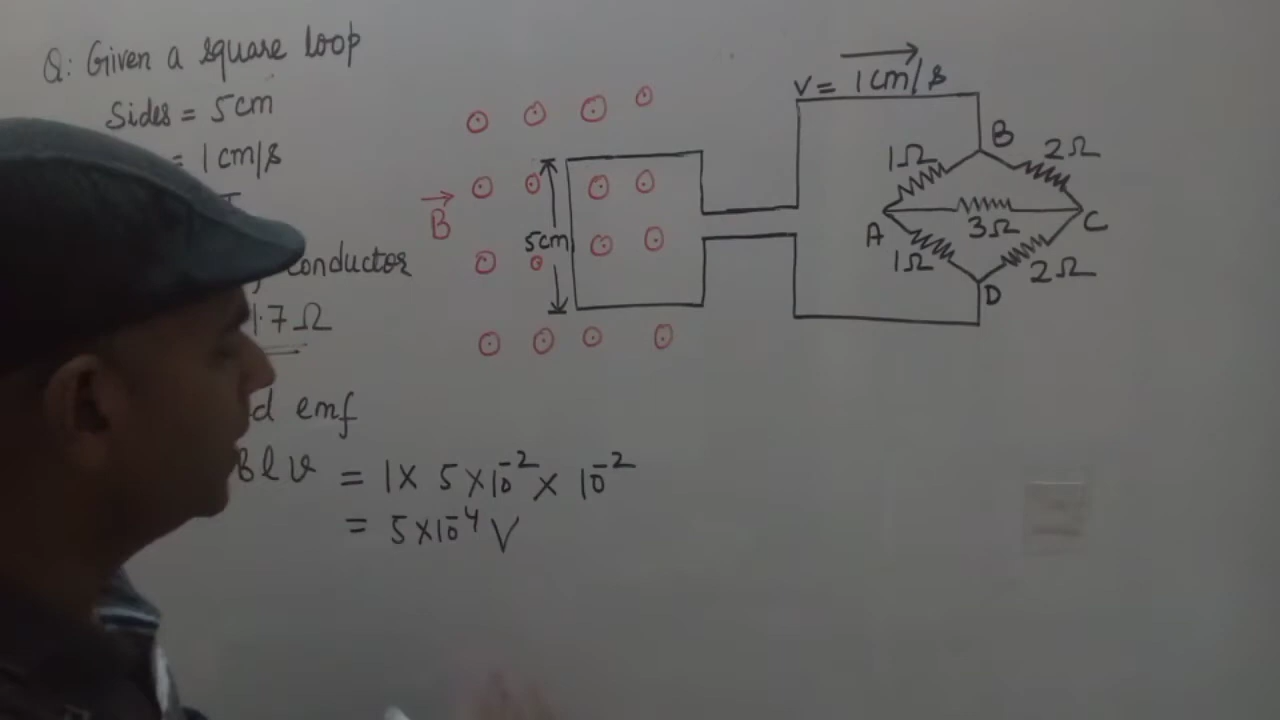 Q: Given a square loop
Sides = 5cm
= 1cm/s
conductor
1.7Ω
d emf
Blv = 1 × 5×10⁻² × 10⁻²
= 5×10⁻⁴ V
B
5cm
V = 1cm/s
B
1Ω
2Ω
A
3Ω
C
1Ω
2Ω
D